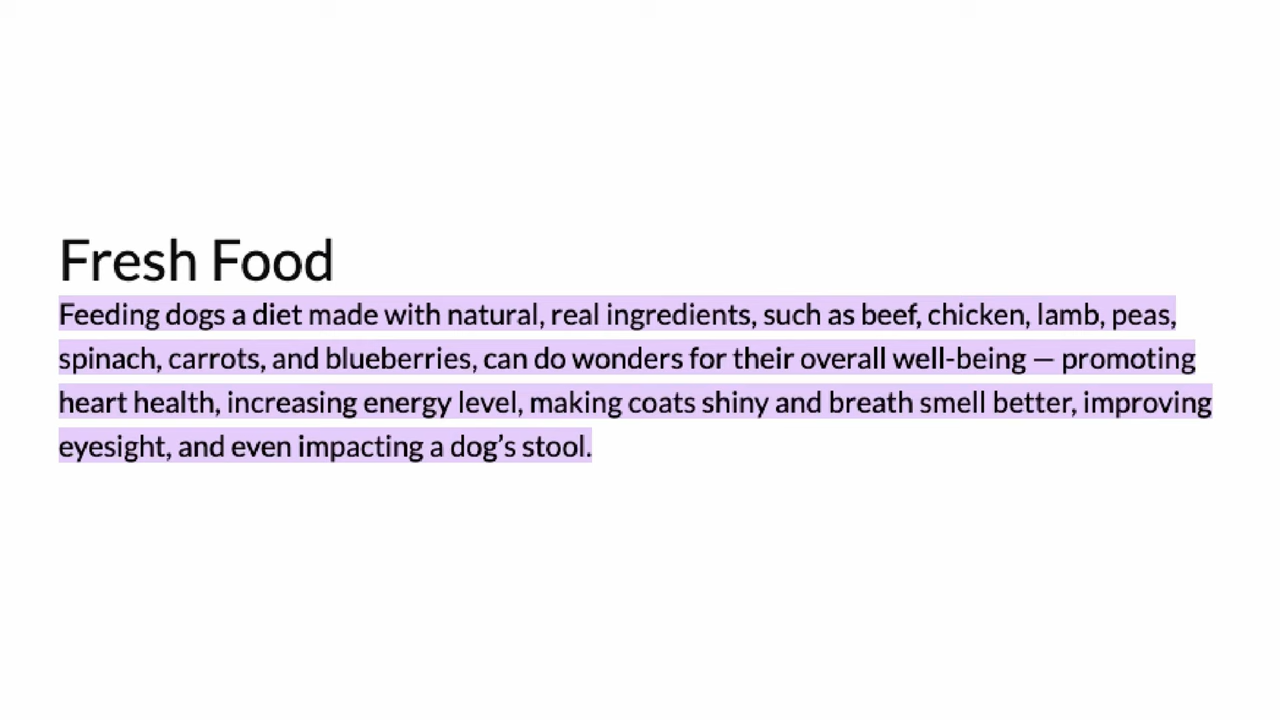 Fresh Food
Feeding dogs a diet made with natural, real ingredients, such as beef, chicken, lamb, peas,
spinach, carrots, and blueberries, can do wonders for their overall well-being — promoting
heart health, increasing energy level, making coats shiny and breath smell better, improving
eyesight, and even impacting a dog’s stool.